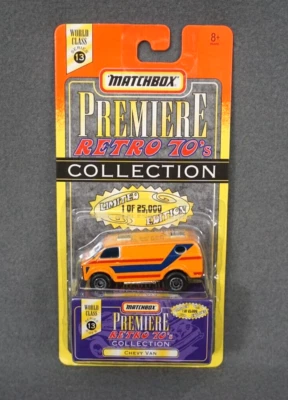 WORLD CLASS
SERIES
13
8+
MATCHBOX
PREMIERE
RETRO 70's
COLLECTION
LIMITED
1 OF 25,000
EDITION
WORLD CLASS
13
MATCHBOX
PREMIERE
RETRO 70's
COLLECTION
CHEVY VAN